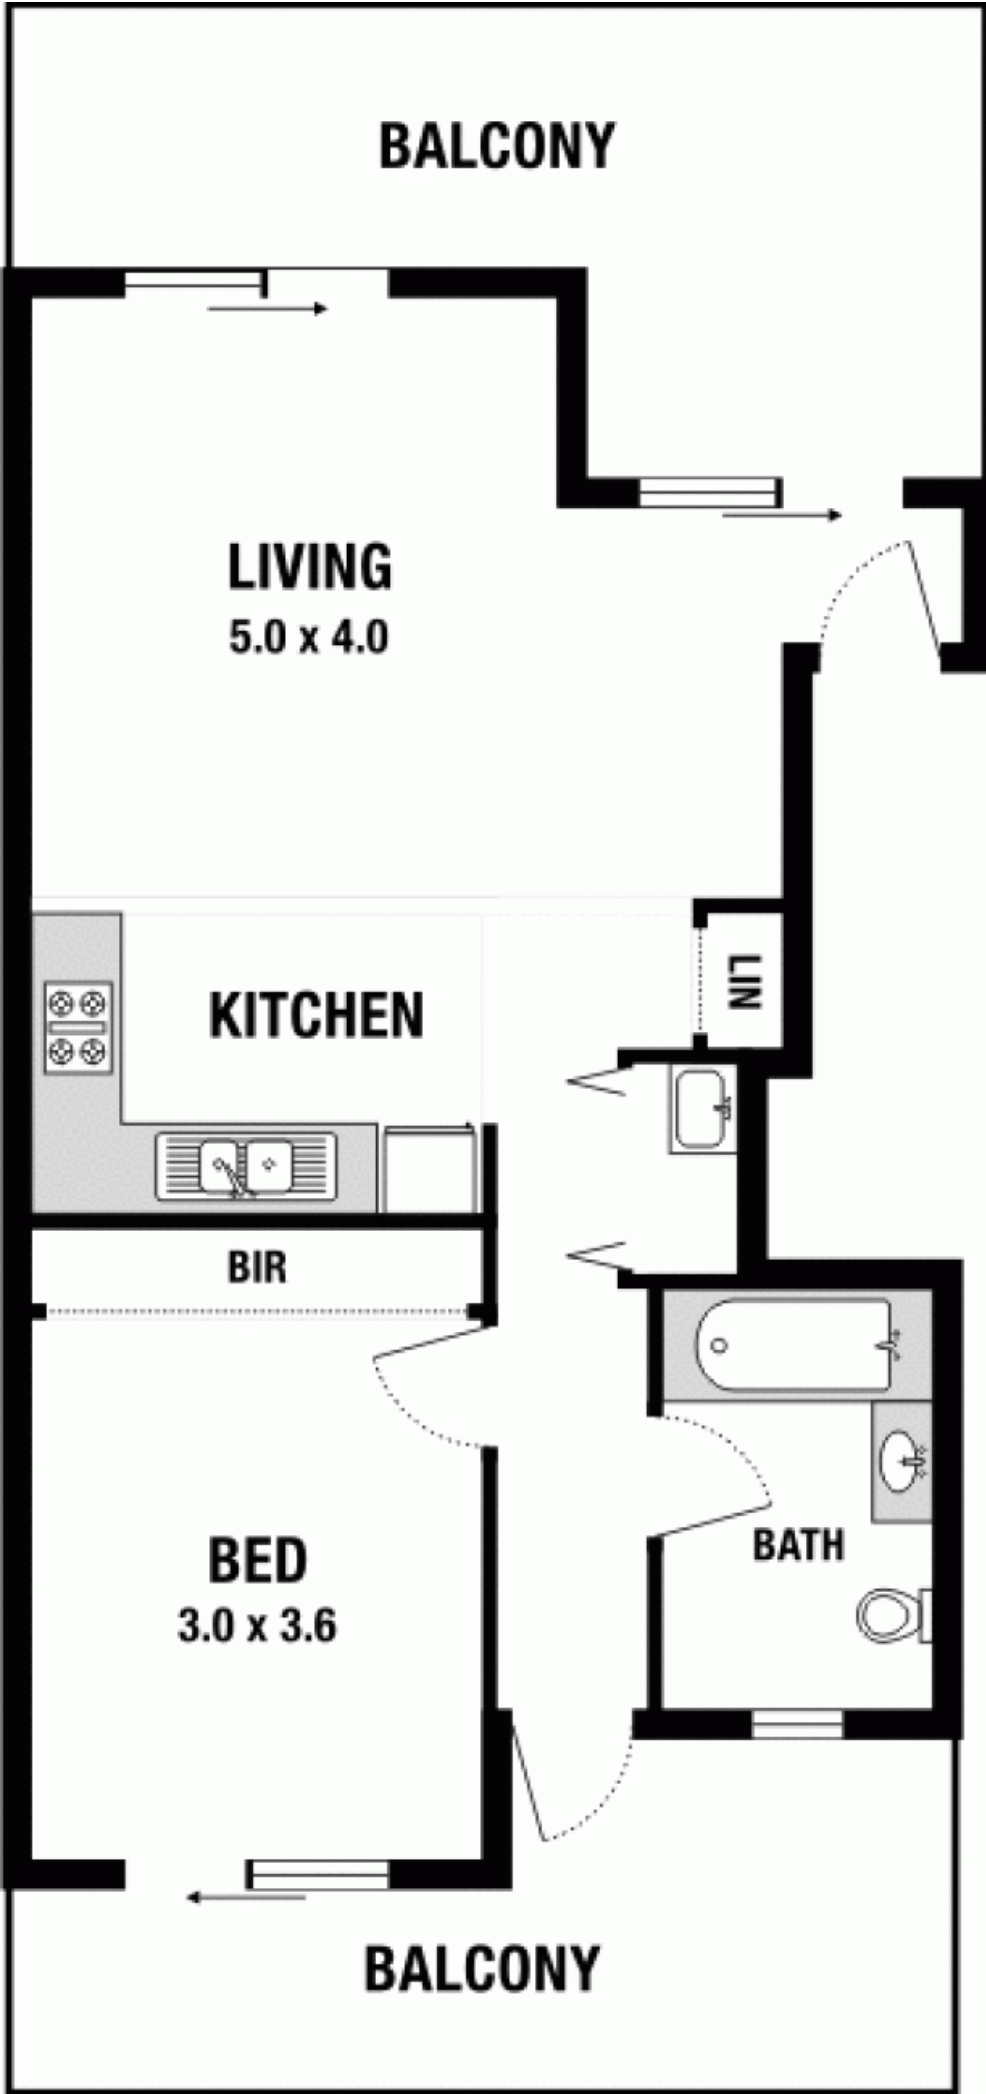 BALCONY
LIVING
5.0 x 4.0
KITCHEN
LIN
BIR
BED
3.0 x 3.6
BATH
BALCONY